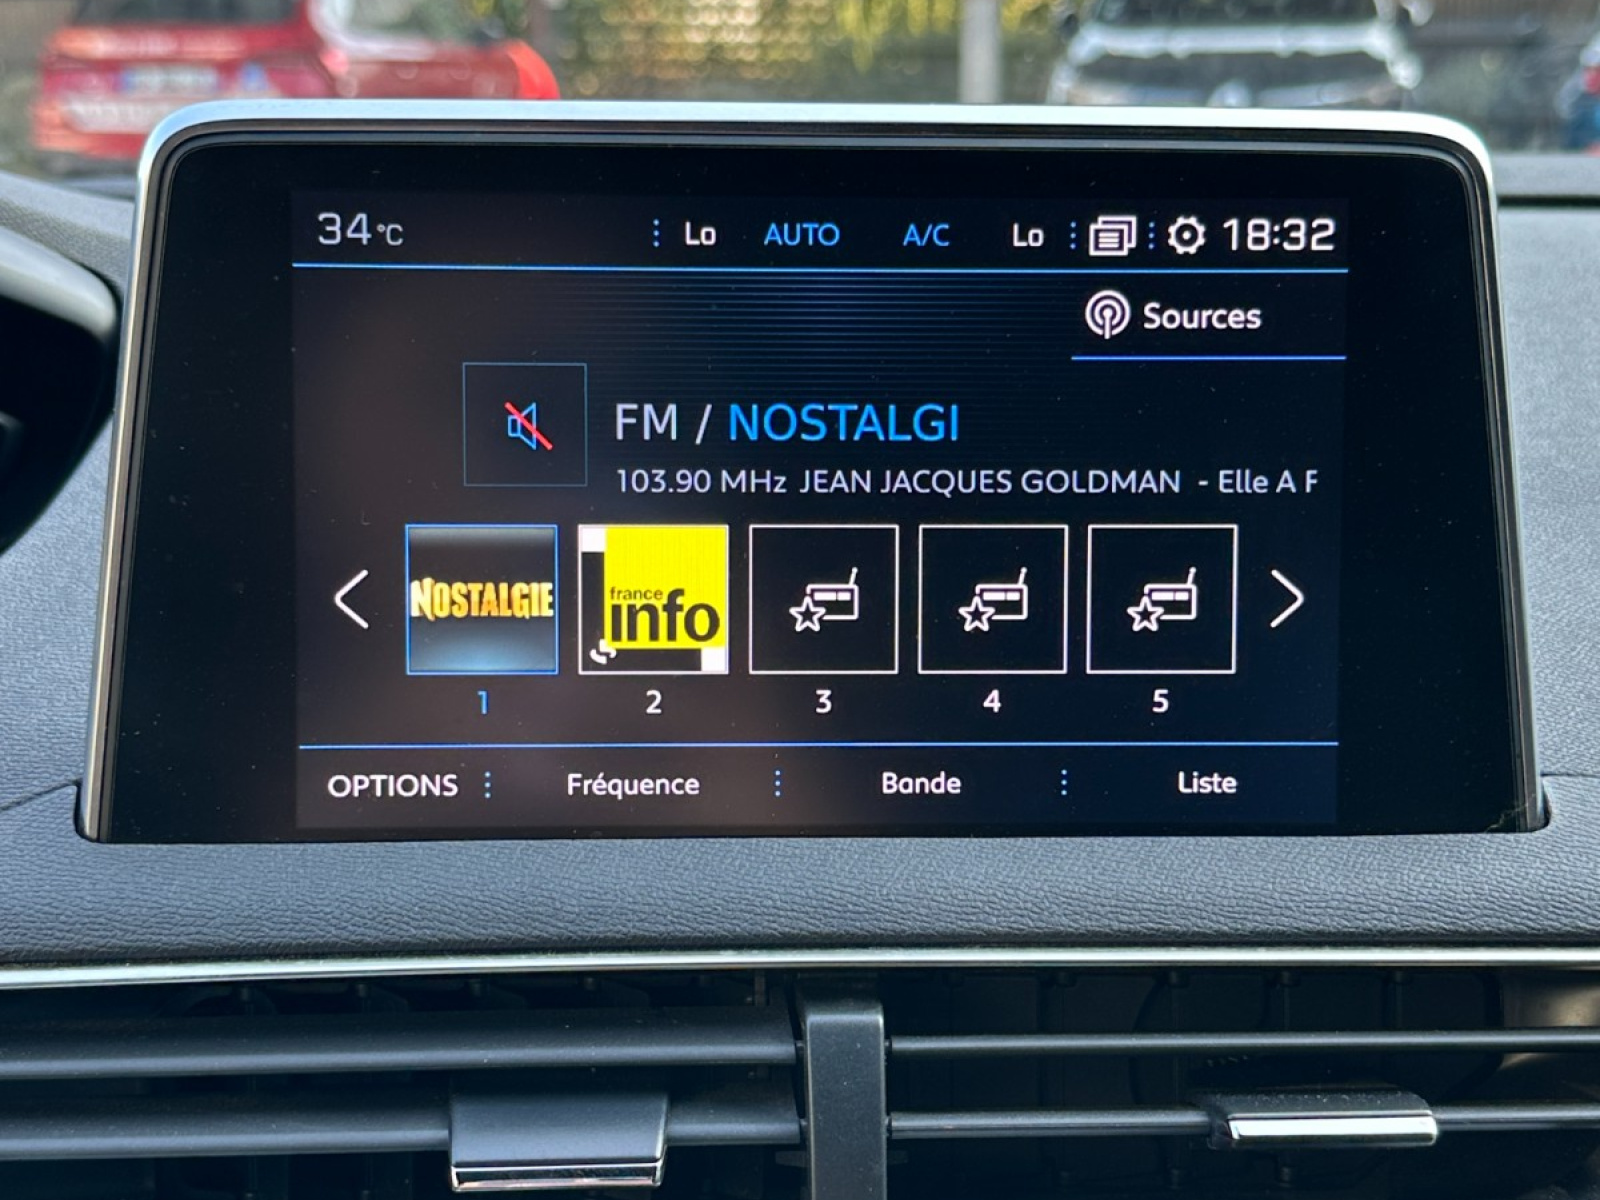 34°C Lo AUTO A/C Lo 18:32
Sources
FM / NOSTALGI
103.90 MHz JEAN JACQUES GOLDMAN - Elle A F
NOSTALGIE
france
info
1 2 3 4 5
OPTIONS Fréquence Bande Liste